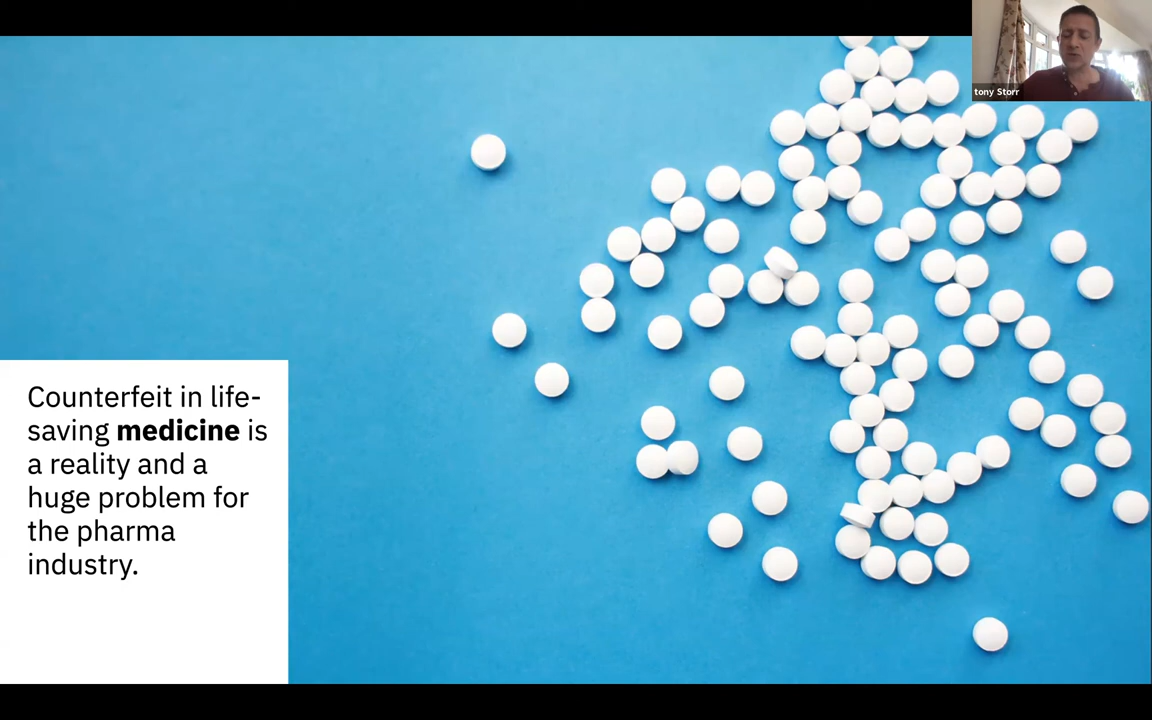 tony Storr
Counterfeit in life-
saving medicine is
a reality and a
huge problem for
the pharma
industry.